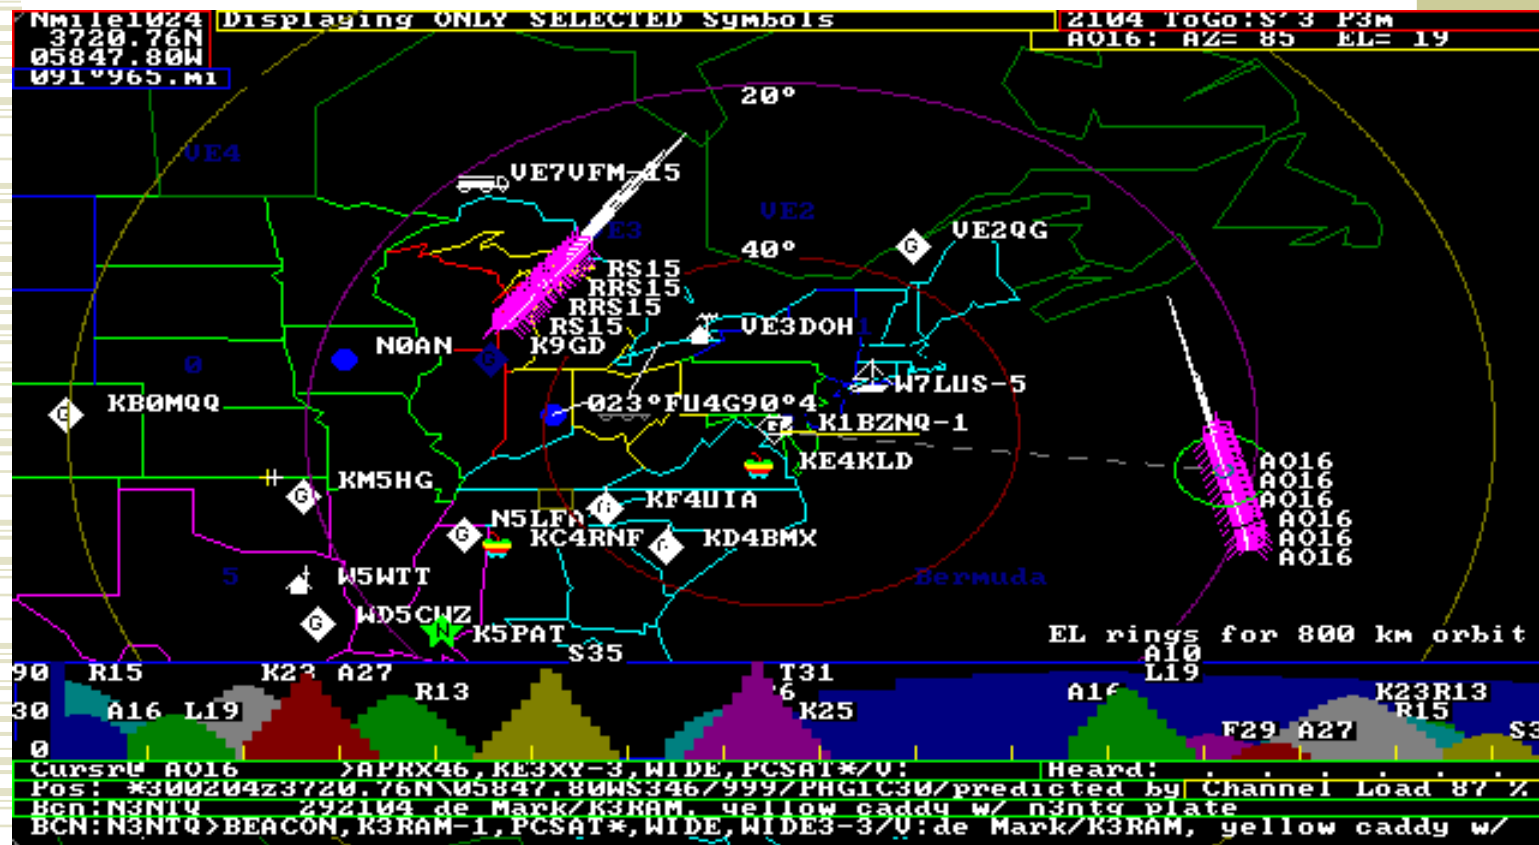 Nmile1024 Displaying ONLY SELECTED Symbols 2104 ToGo:S'3 P3m
3720.76N AO16: AZ= 85 EL= 19
05847.80W
091°965.mi
20°
VE4
VE7VFM-15
VE2
VE3
VE2QG
40°
RS15
RRS15
RRS15
RS15
VE3DOH 1
N0AN
K9GD
0
W7LUS-5
KB0MQQ
023°FU4G90°4
K1BZNQ-1
KE4KLD
AO16
AO16
AO16
AO16
AO16
AO16
KM5HG
KF4UIA
N5LFA
KC4RNF
KD4BMX
5
W5WTT
Bermuda
WD5CWZ
K5PAT
EL rings for 800 km orbit
S35
A10
L19
90 R15 K23 A27 T31
R13 6 A16 K23R13
30 A16 L19 K25 R15
F29 A27 S3
0
Cursr@ AO16 >APRX46,KE3XY-3,WIDE,PCSAT*/V: Heard: . . . . . .
Pos: *300204z3720.76N\05847.80WS346/999/PHG1C30/predicted by Channel Load 87 %
Bcn:N3NTQ 292104 de Mark/K3RAM, yellow caddy w/ n3ntq plate
BCN:N3NTQ>BEACON,K3RAM-1,PCSAT*,WIDE,WIDE3-3/V:de Mark/K3RAM, yellow caddy w/